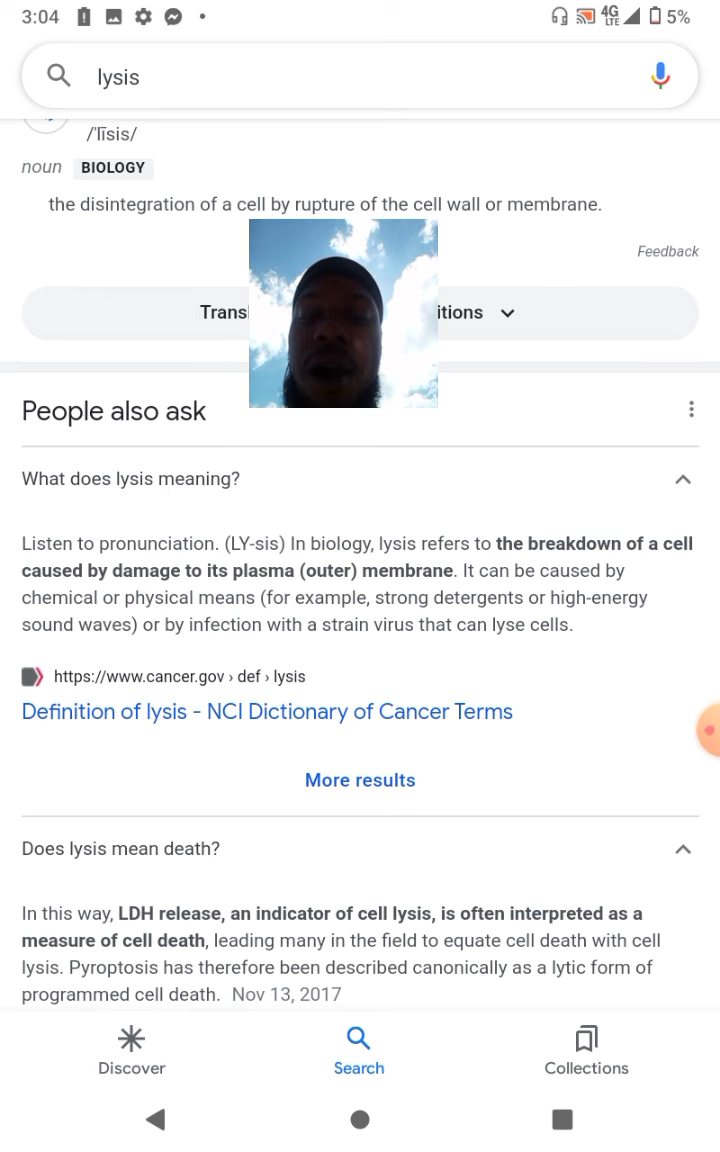 3:04 4G LTE 5%
lysis
/ˈlīsis/
noun BIOLOGY
the disintegration of a cell by rupture of the cell wall or membrane.
Feedback
Transl itions
People also ask
What does lysis meaning?
Listen to pronunciation. (LY-sis) In biology, lysis refers to the breakdown of a cell
caused by damage to its plasma (outer) membrane. It can be caused by
chemical or physical means (for example, strong detergents or high-energy
sound waves) or by infection with a strain virus that can lyse cells.
https://www.cancer.gov › def › lysis
Definition of lysis - NCI Dictionary of Cancer Terms
More results
Does lysis mean death?
In this way, LDH release, an indicator of cell lysis, is often interpreted as a
measure of cell death, leading many in the field to equate cell death with cell
lysis. Pyroptosis has therefore been described canonically as a lytic form of
programmed cell death. Nov 13, 2017
Discover Search Collections